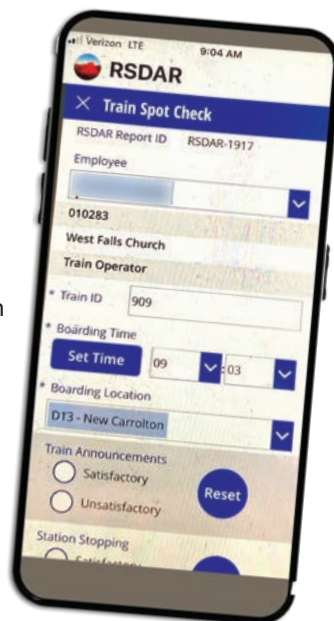 Verizon LTE 9:04 AM
RSDAR
× Train Spot Check
RSDAR Report ID RSDAR-1917
Employee
010283
West Falls Church
Train Operator
* Train ID 909
* Boarding Time
Set Time 09 : 03
* Boarding Location
D13 - New Carrolton
Train Announcements
Satisfactory
Unsatisfactory
Reset
Station Stopping
Satisfactory
n